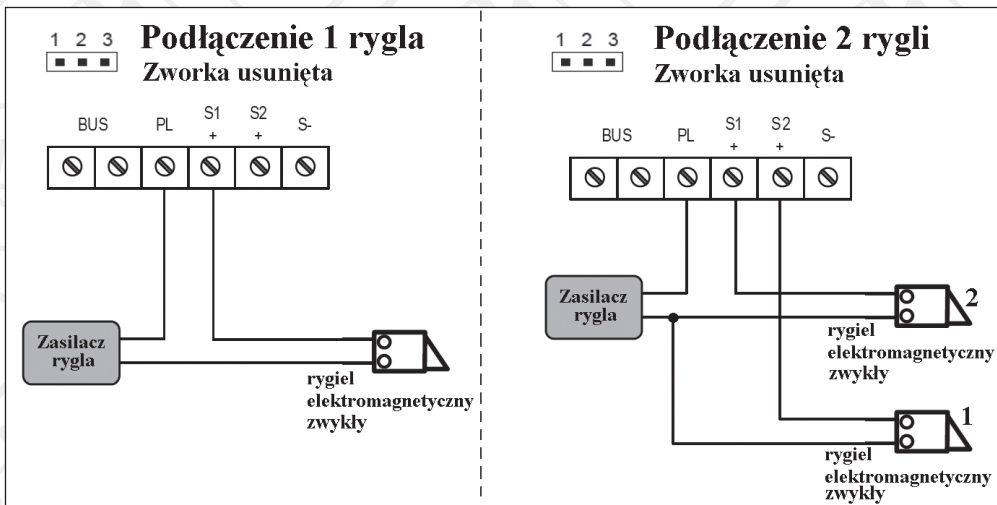 1 2 3
Podłączenie 1 rygla
Zworka usunięta
BUS PL S1 + S2 + S-
Zasilacz
rygla
rygiel
elektromagnetyczny
zwykły
1 2 3
Podłączenie 2 rygli
Zworka usunięta
BUS PL S1 + S2 + S-
Zasilacz
rygla
2
rygiel
elektromagnetyczny
zwykły
1
rygiel
elektromagnetyczny
zwykły